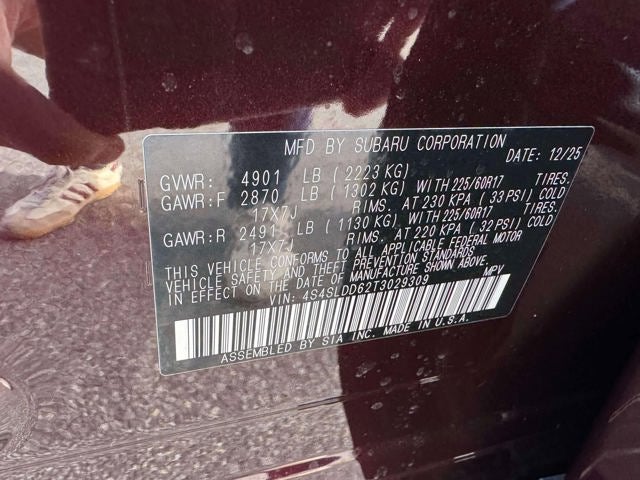 MFD BY SUBARU CORPORATION
DATE: 12/25
GVWR: 4901 LB (2223 KG)
GAWR:F 2870 LB (1302 KG) WITH 225/60R17 TIRES.
17X7J RIMS. AT 230 KPA (33 PSI) COLD
GAWR:R 2491 LB (1130 KG) WITH 225/60R17 TIRES.
17X7J RIMS. AT 220 KPA (32 PSI) COLD
THIS VEHICLE CONFORMS TO ALL APPLICABLE FEDERAL MOTOR
VEHICLE SAFETY AND THEFT PREVENTION STANDARDS
IN EFFECT ON THE DATE OF MANUFACTURE SHOWN ABOVE.
VIN: 4S4SLDD62T3029309 MPV
ASSEMBLED BY SIA INC. MADE IN U.S.A.